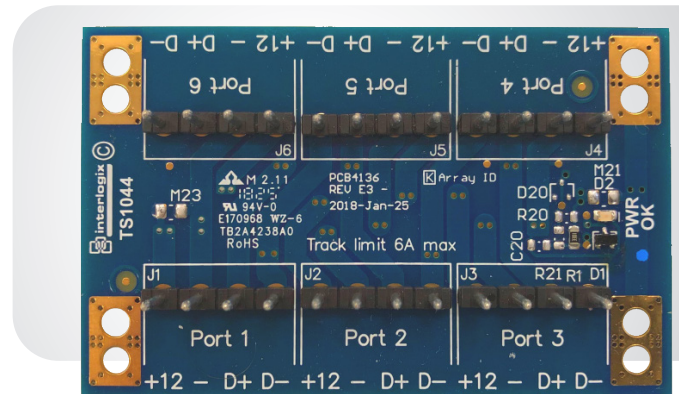 +12 - D+ D- +12 - D+ D- +12 - D+ D-
Port 6 Port 5 Port 4
J6 J5 J4
interlogix ©
TS1044
M23
M 2.11
1825
94V-0
E170968 WZ-6
TB2A4238A0
RoHS
PCB4136
REV E3 -
2018-Jan-25
K Array ID
Track limit 6A max
M21
D20 D2
R20
C20
PWR
OK
J1 J2 J3 R21 R1 D1
Port 1 Port 2 Port 3
+12 - D+ D- +12 - D+ D- +12 - D+ D-